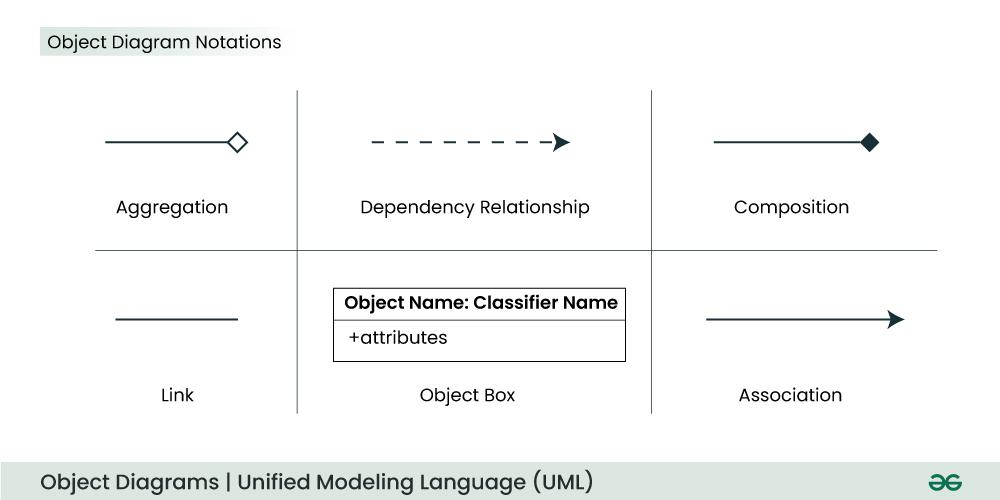 Object Diagram Notations
Aggregation
Dependency Relationship
Composition
Object Name: Classifier Name
+attributes
Link
Object Box
Association
Object Diagrams | Unified Modeling Language (UML)